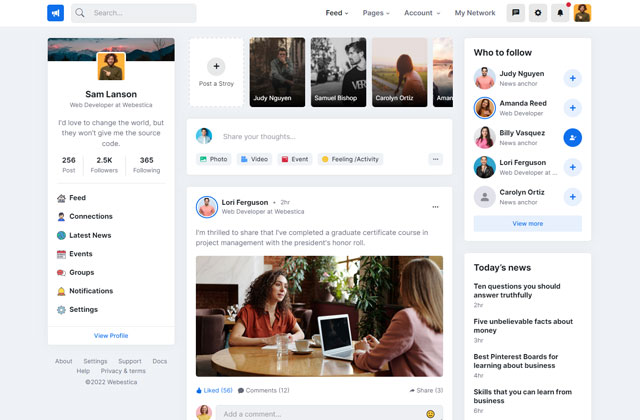 Search...
Feed
Pages
Account
My Network
Sam Lanson
Web Developer at Webestica
I'd love to change the world, but
they won't give me the source
code.
256
Post
2.5K
Followers
365
Following
Feed
Connections
Latest News
Events
Groups
Notifications
Settings
View Profile
About Settings Support Docs
Help Privacy & terms
©2022 Webestica
Post a Stroy
Judy Nguyen
Samuel Bishop
Carolyn Ortiz
Aman
Share your thoughts...
Photo
Video
Event
Feeling /Activity
Lori Ferguson • 2hr
Web Developer at Webestica
I'm thrilled to share that I've completed a graduate certificate course in
project management with the president's honor roll.
Liked (56)
Comments (12)
Share (3)
Add a comment...
Who to follow
Judy Nguyen
News anchor
Amanda Reed
Web Developer
Billy Vasquez
News anchor
Lori Ferguson
Web Developer at ...
Carolyn Ortiz
News anchor
View more
Today's news
Ten questions you should
answer truthfully
2hr
Five unbelievable facts about
money
3hr
Best Pinterest Boards for
learning about business
4hr
Skills that you can learn from
business
6hr